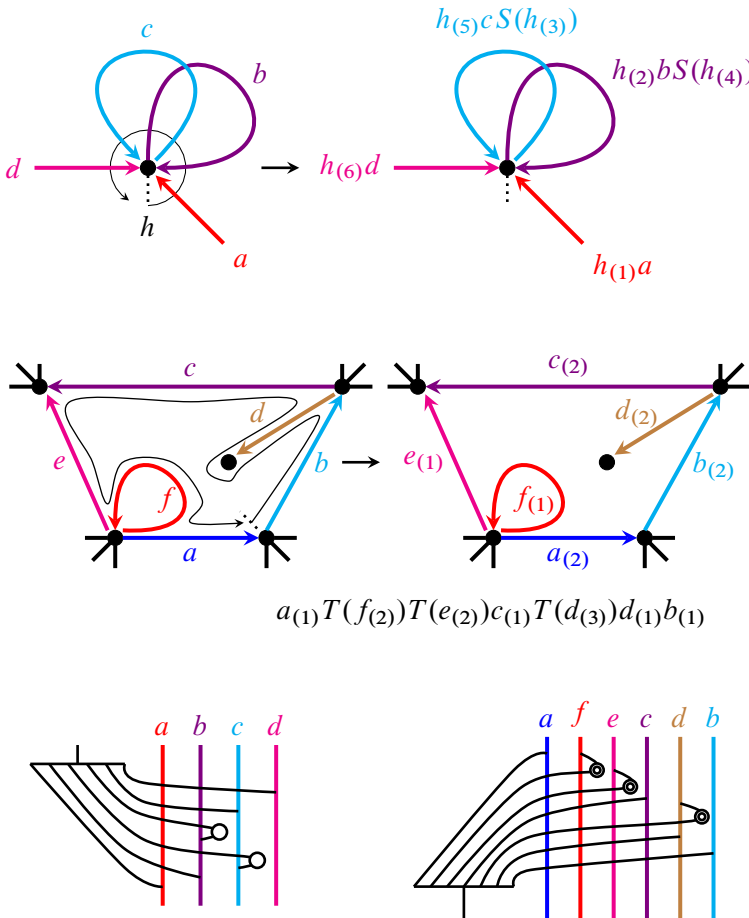 c h₍₅₎cS(h₍₃₎)
b h₍₂₎bS(h₍₄₎)
d h₍₆₎d
h a h₍₁₎a
c c₍₂₎
d d₍₂₎
e b e₍₁₎ b₍₂₎
f f₍₁₎
a a₍₂₎
a₍₁₎T(f₍₂₎)T(e₍₂₎)c₍₁₎T(d₍₃₎)d₍₁₎b₍₁₎
a b c d a f e c d b